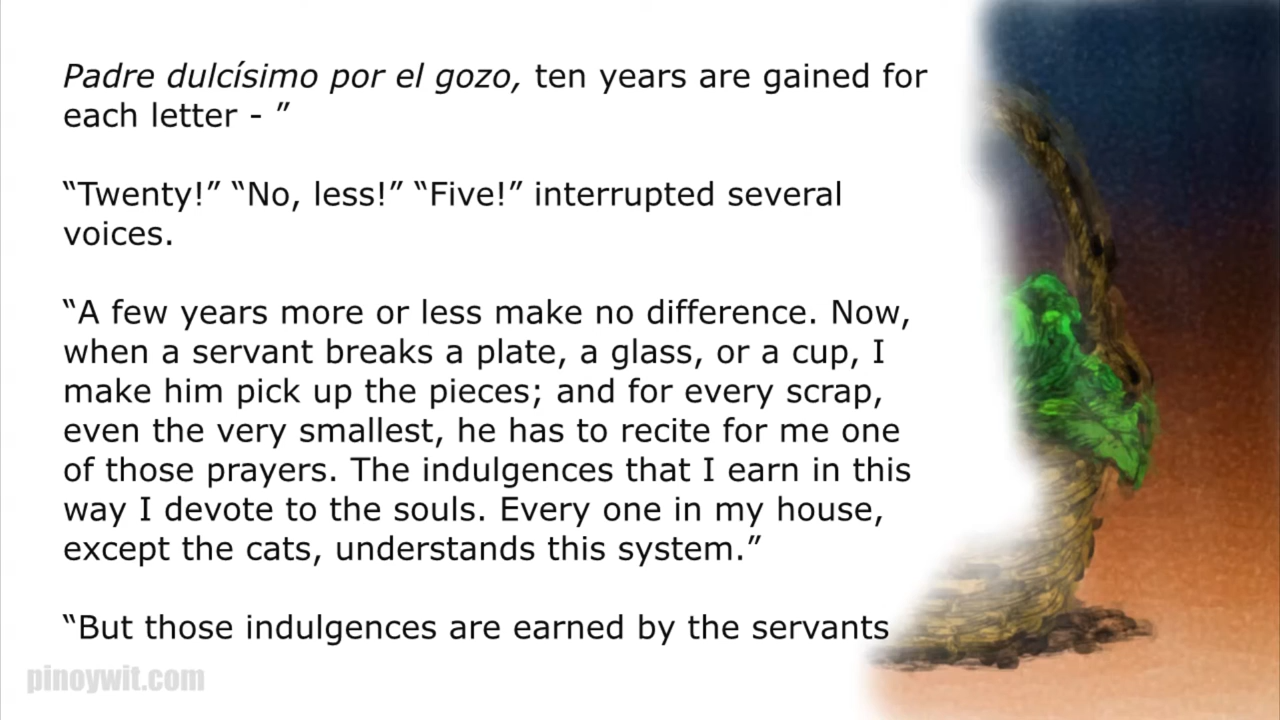 Padre dulcísimo por el gozo, ten years are gained for
each letter - ”
“Twenty!” “No, less!” “Five!” interrupted several
voices.
“A few years more or less make no difference. Now,
when a servant breaks a plate, a glass, or a cup, I
make him pick up the pieces; and for every scrap,
even the very smallest, he has to recite for me one
of those prayers. The indulgences that I earn in this
way I devote to the souls. Every one in my house,
except the cats, understands this system.”
“But those indulgences are earned by the servants
pinoywit.com